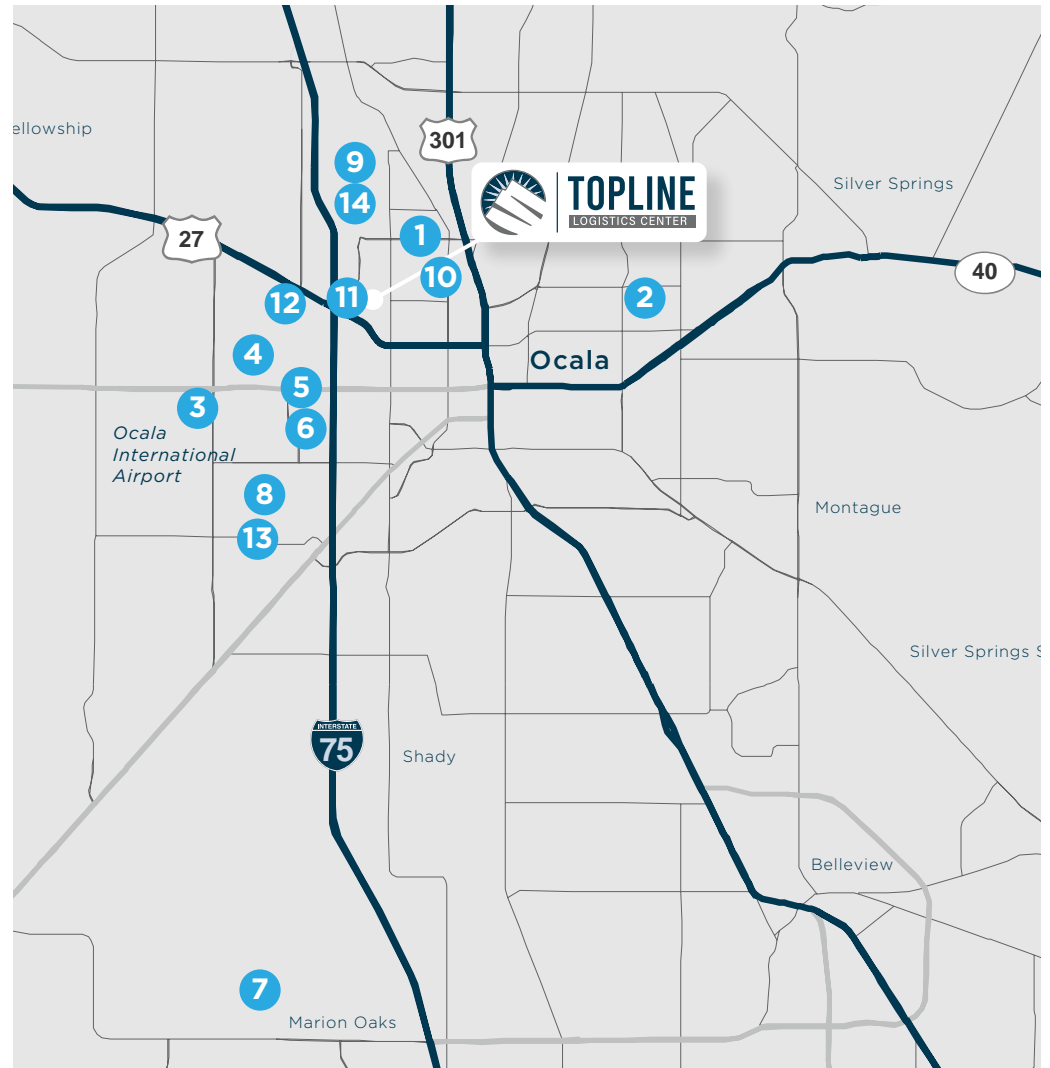 ellowship
301
9
14
TOPLINE
LOGISTICS CENTER
Silver Springs
27
1
10
40
12
11
2
4
Ocala
5
3
6
Ocala
International
Airport
8
13
Montague
Silver Springs S
INTERSTATE
75
Shady
Belleview
7
Marion Oaks